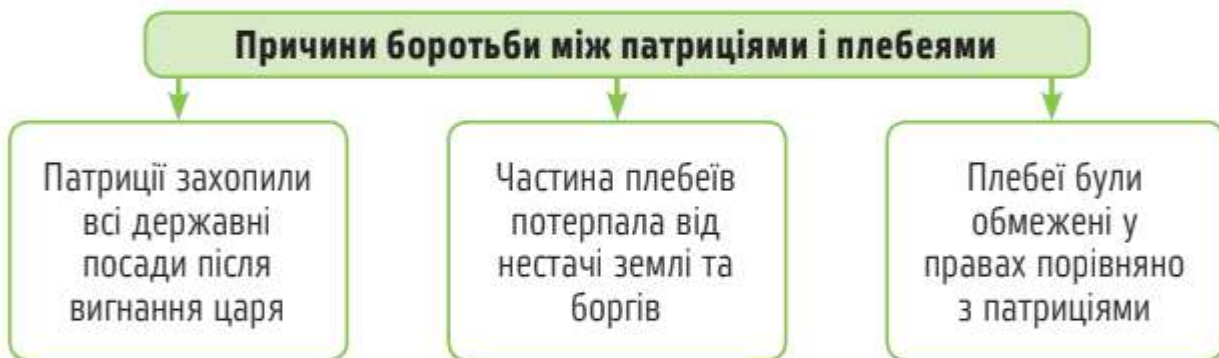 Причини боротьби між патриціями і плебеями
Патриції захопили
всі державні
посади після
вигнання царя
Частина плебеїв
потерпала від
нестачі землі та
боргів
Плебеї були
обмежені у
правах порівняно
з патриціями